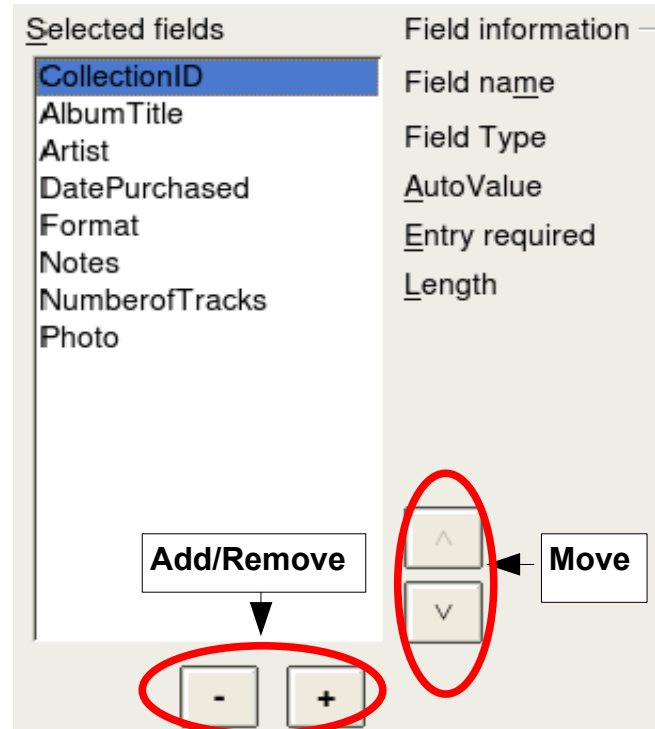 Selected fields
CollectionID
AlbumTitle
Artist
DatePurchased
Format
Notes
NumberofTracks
Photo
Field information
Field name
Field Type
AutoValue
Entry required
Length
^
v
Move
Add/Remove
- +